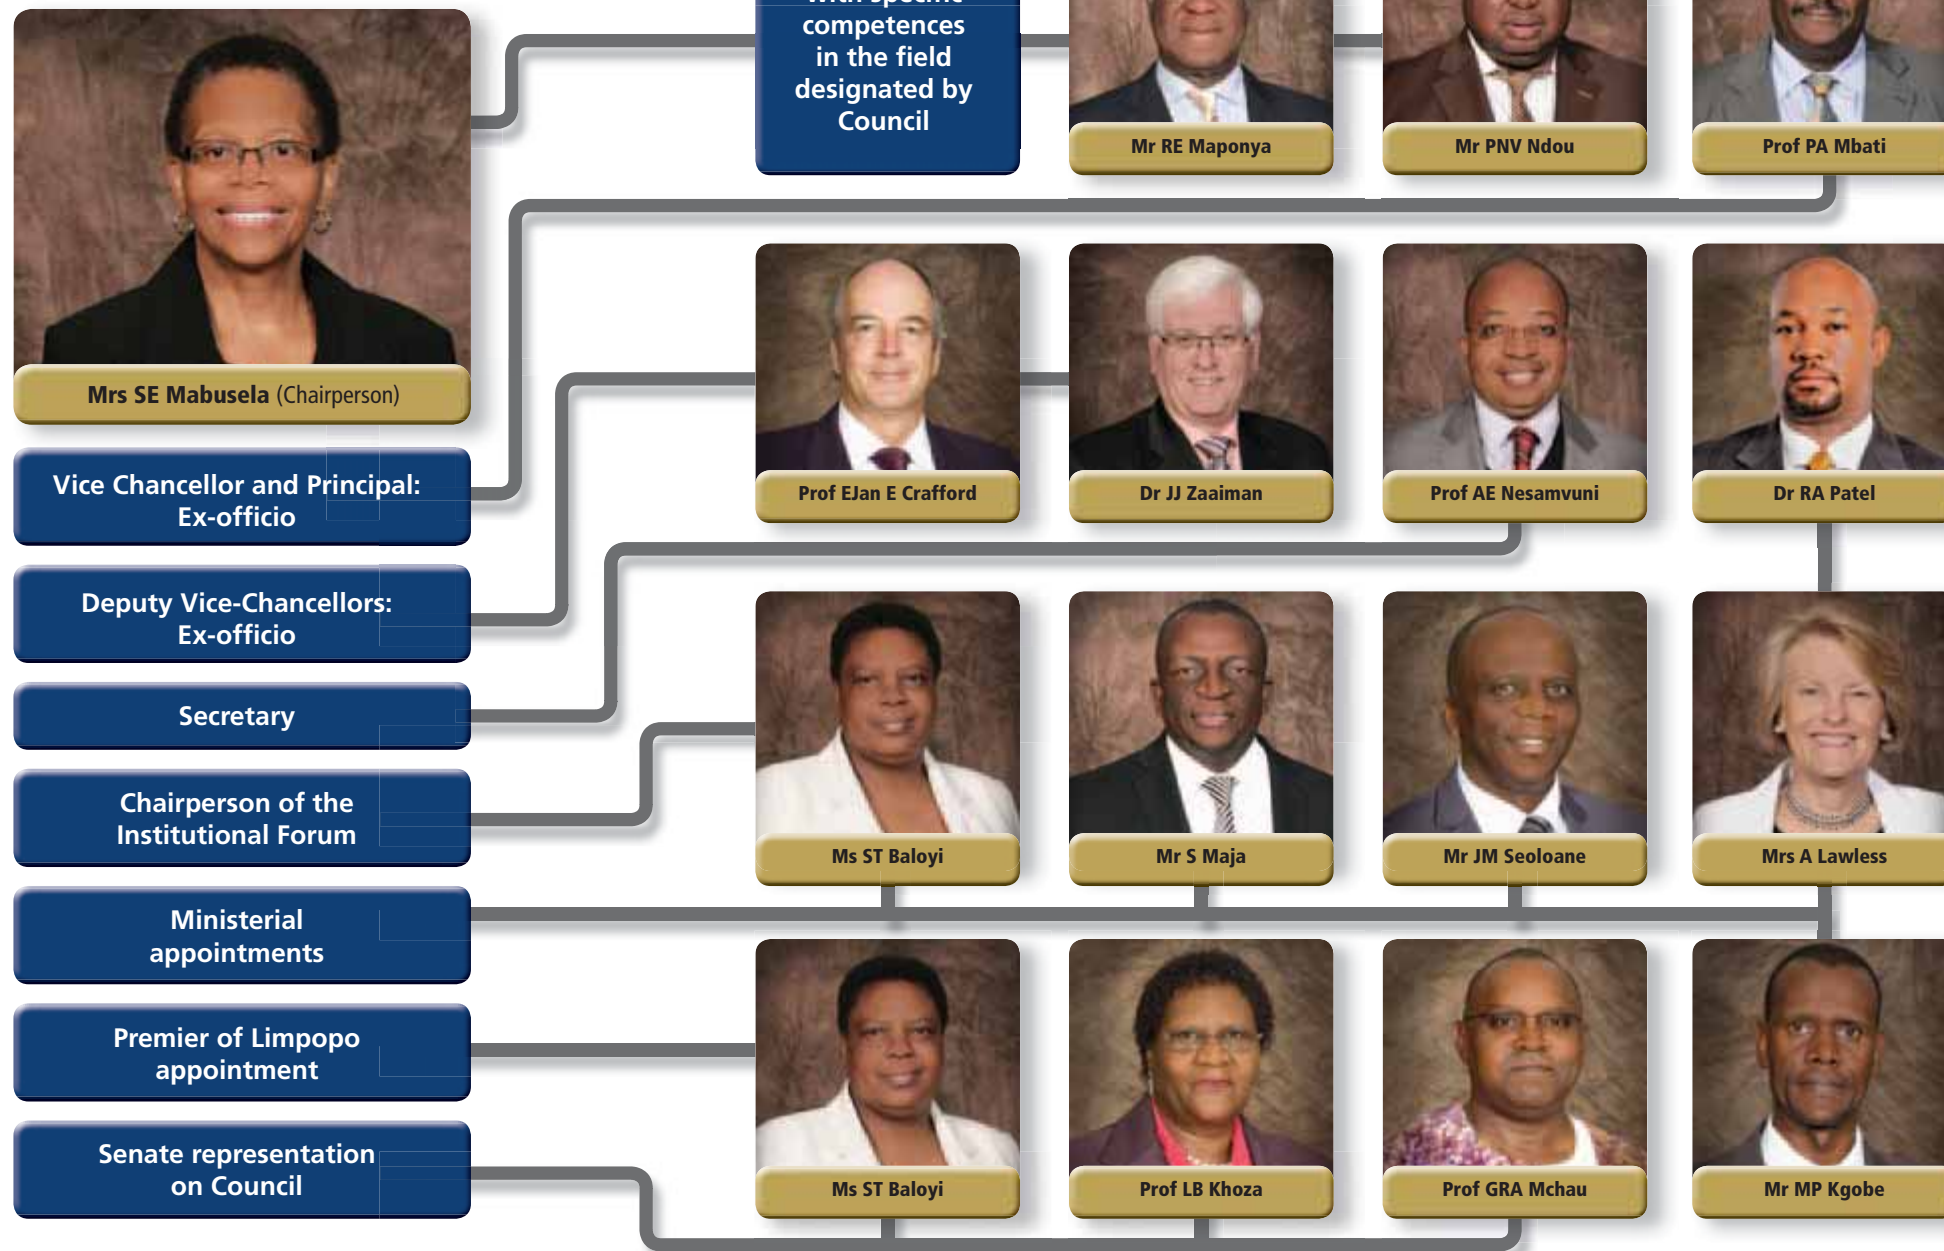 with specific
competences
in the field
designated by
Council
Mr RE Maponya
Mr PNV Ndou
Prof PA Mbati
Mrs SE Mabusela (Chairperson)
Vice Chancellor and Principal:
Ex-officio
Prof EJan E Crafford
Dr JJ Zaaiman
Prof AE Nesamvuni
Dr RA Patel
Deputy Vice-Chancellors:
Ex-officio
Secretary
Chairperson of the
Institutional Forum
Ms ST Baloyi
Mr S Maja
Mr JM Seoloane
Mrs A Lawless
Ministerial
appointments
Premier of Limpopo
appointment
Senate representation
on Council
Ms ST Baloyi
Prof LB Khoza
Prof GRA Mchau
Mr MP Kgobe